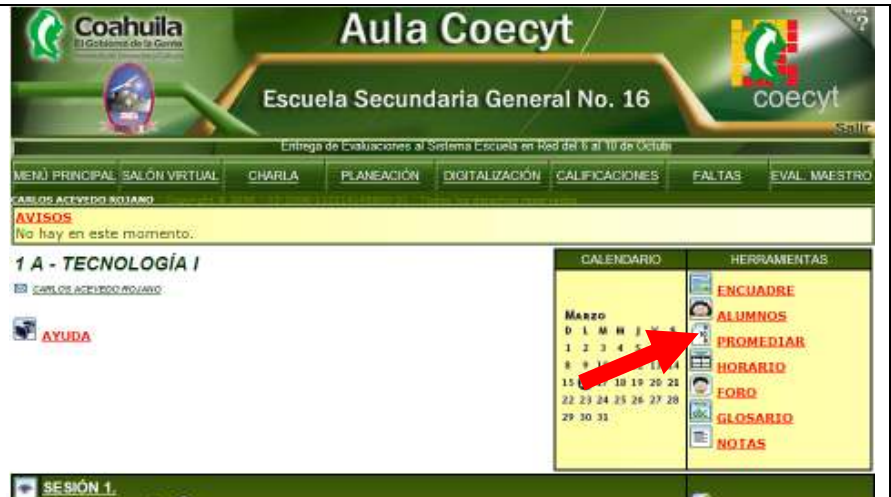 Coahuila
El Gobierno de la Gente
Aula Coecyt
Escuela Secundaria General No. 16
coecyt
?
Salir
Entrega de Evaluaciones al Sistema Escuela en Red del 6 al 10 de Octub
MENÚ PRINCIPAL SALÓN VIRTUAL CHARLA PLANEACIÓN DIGITALIZACIÓN CALIFICACIONES FALTAS EVAL. MAESTRO
CARLOS ACEVEDO ROJANO
AVISOS
No hay en este momento.
1 A - TECNOLOGÍA I
CARLOS ACEVEDO ROJANO
AYUDA
CALENDARIO
MARZO
D L M M J
1 2 3 4 5
8 9
15 18 19 20 21
22 23 24 25 26 27 28
29 30 31
HERRAMIENTAS
ENCUADRE
ALUMNOS
PROMEDIAR
HORARIO
FORO
GLOSARIO
NOTAS
SESIÓN 1.